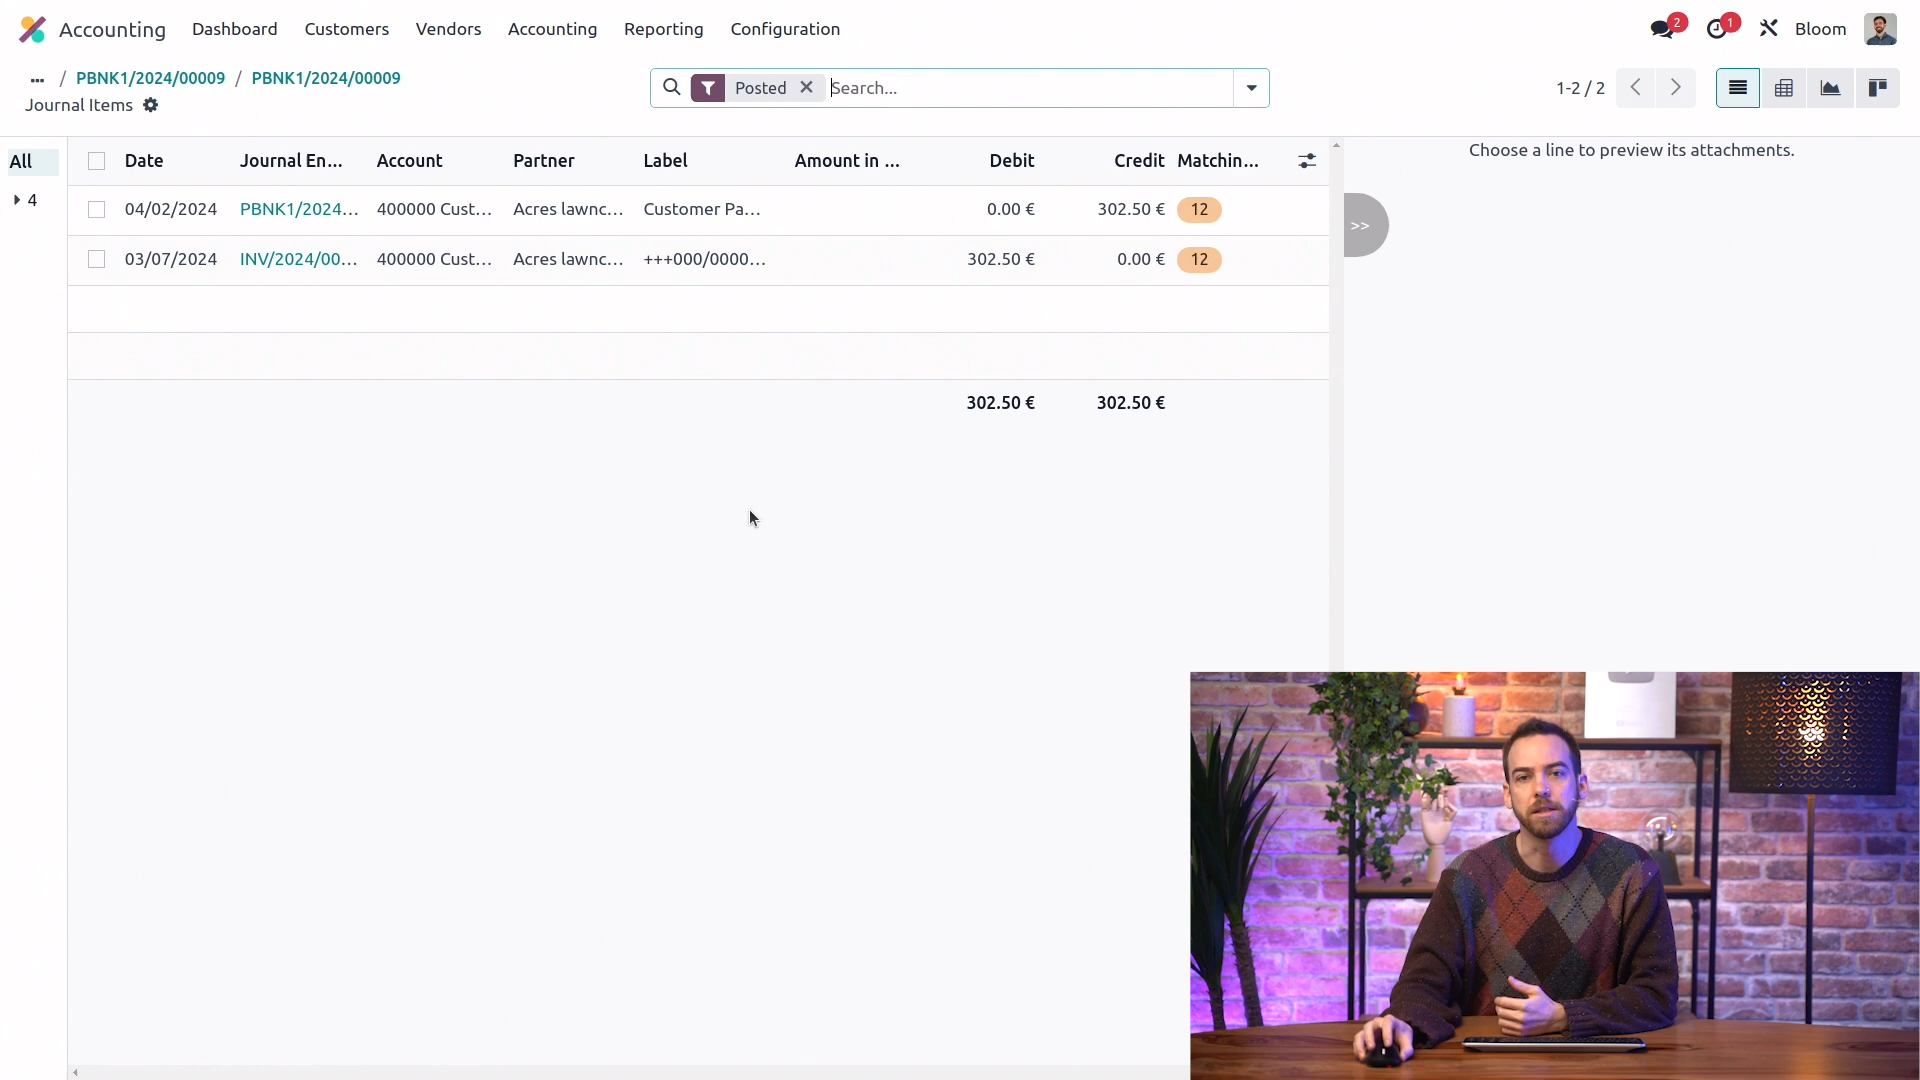 Accounting Dashboard Customers Vendors Accounting Reporting Configuration 2 1 Bloom
... / PBNK1/2024/00009 / PBNK1/2024/00009
Journal Items
Posted Search... 1-2 / 2
All Date Journal En... Account Partner Label Amount in ... Debit Credit Matchin...
Choose a line to preview its attachments.
4 04/02/2024 PBNK1/2024... 400000 Cust... Acres lawnc... Customer Pa... 0.00 € 302.50 € 12
>>
03/07/2024 INV/2024/00... 400000 Cust... Acres lawnc... +++000/0000... 302.50 € 0.00 € 12
302.50 € 302.50 €